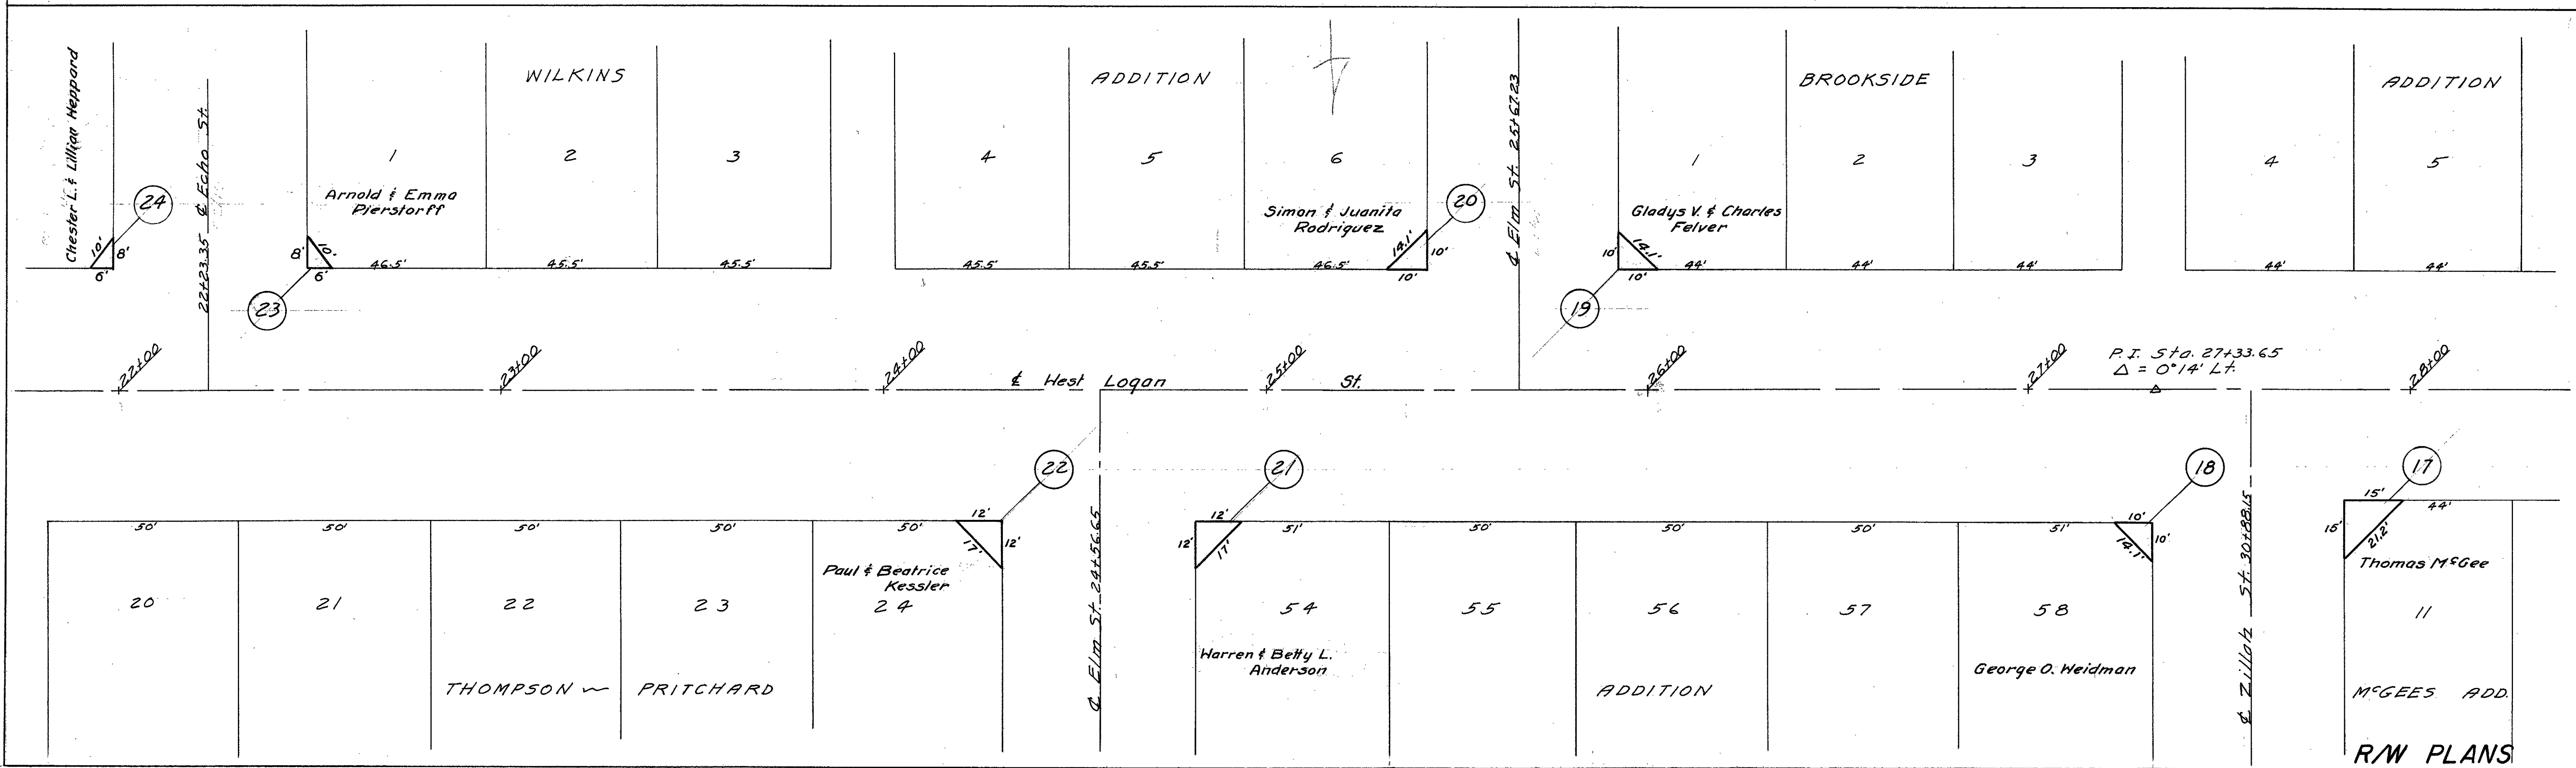 WILKINS ADDITION BROOKSIDE ADDITION
Chester L. & Lillian Heppard
22+23.35 ℄ Echo St.
℄ Elm St. 25+67.23
1 2 3 4 5 6 1 2 3 4 5
Arnold & Emma
Pierstorff
Simon & Juanita
Rodriguez
Gladys V. & Charles
Felver
24 20
10' 8' 6'
8' 10' 6'
14.1' 10' 10'
10' 14.1' 10'
46.5' 45.5' 45.5' 45.5' 45.5' 46.5' 44' 44' 44' 44' 44'
23 19
22+00 23+00 24+00 25+00 26+00 27+00 28+00
P.I. Sta. 27+33.65
Δ = 0°14' Lt.
℄ West Logan St.
22 21 18 17
50' 50' 50' 50' 50' 12' 12' 51' 50' 50' 50' 51' 10' 15' 44'
17' 12'
12' 17'
14.1' 10'
15' 21.2'
Paul & Beatrice
Kessler
Thomas McGee
20 21 22 23 24 54 55 56 57 58 11
℄ Elm St. 24+56.65
℄ Zillah St. 30+88.15
Warren & Betty L.
Anderson
George O. Weidman
THOMPSON ~ PRITCHARD ADDITION McGEES ADD.
R/W PLANS